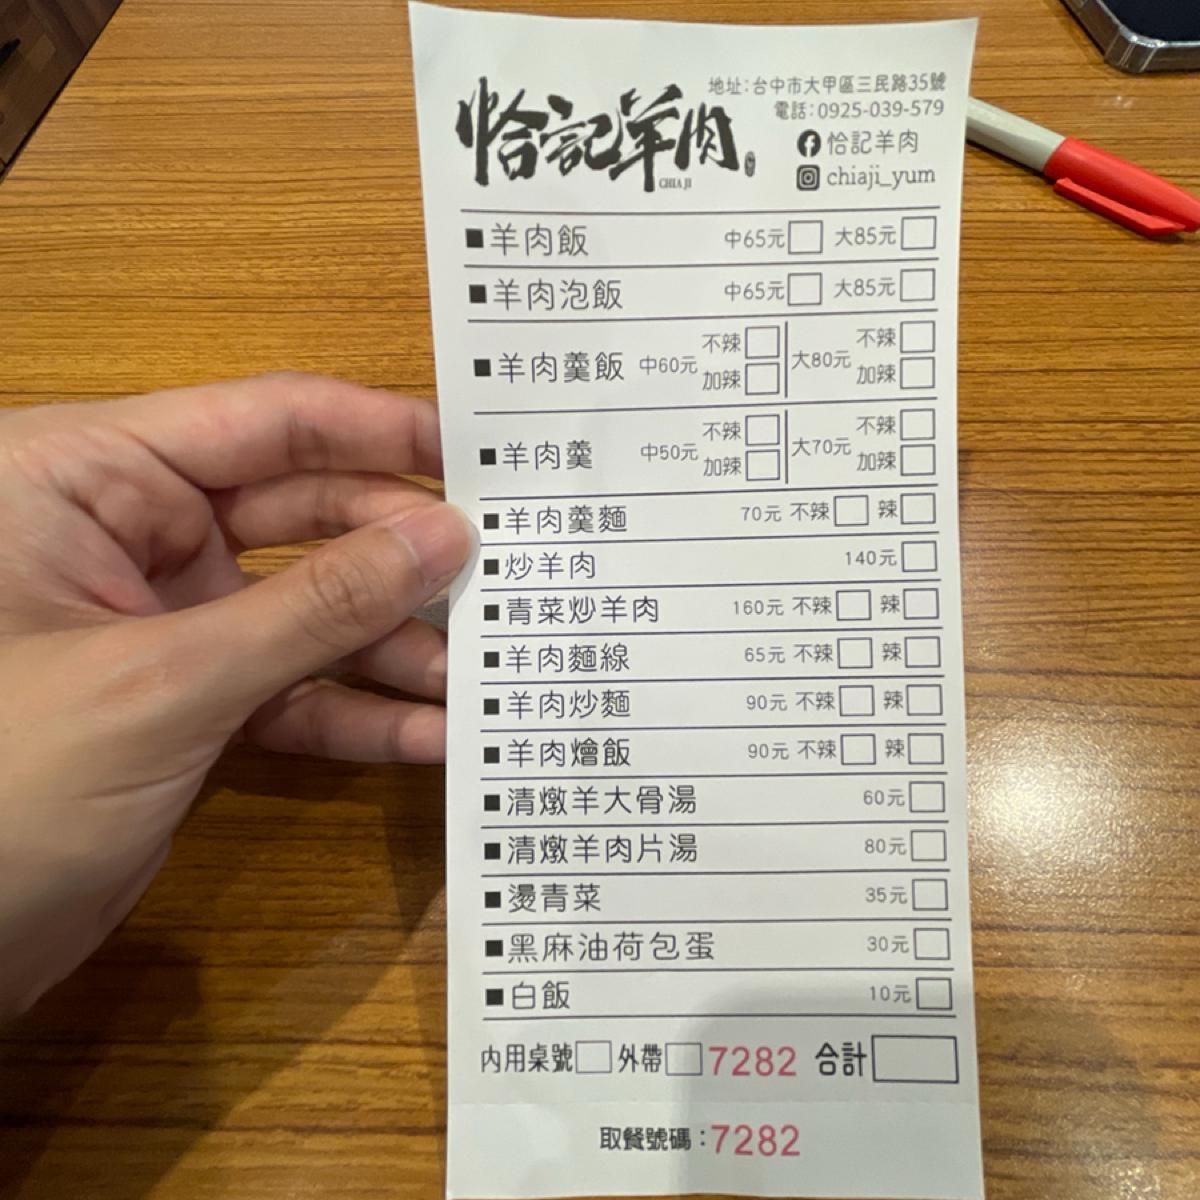 恰記羊肉
CHIA JI
地址:台中市大甲區三民路35號
電話:0925-039-579
恰記羊肉
chiaji_yum
■羊肉飯 中65元 大85元
■羊肉泡飯 中65元 大85元
■羊肉羹飯 中60元 不辣 加辣 大80元 不辣 加辣
■羊肉羹 中50元 不辣 加辣 大70元 不辣 加辣
■羊肉羹麵 70元 不辣 辣
■炒羊肉 140元
■青菜炒羊肉 160元 不辣 辣
■羊肉麵線 65元 不辣 辣
■羊肉炒麵 90元 不辣 辣
■羊肉燴飯 90元 不辣 辣
■清燉羊大骨湯 60元
■清燉羊肉片湯 80元
■燙青菜 35元
■黑麻油荷包蛋 30元
■白飯 10元
內用桌號 外帶 7282 合計
取餐號碼:7282